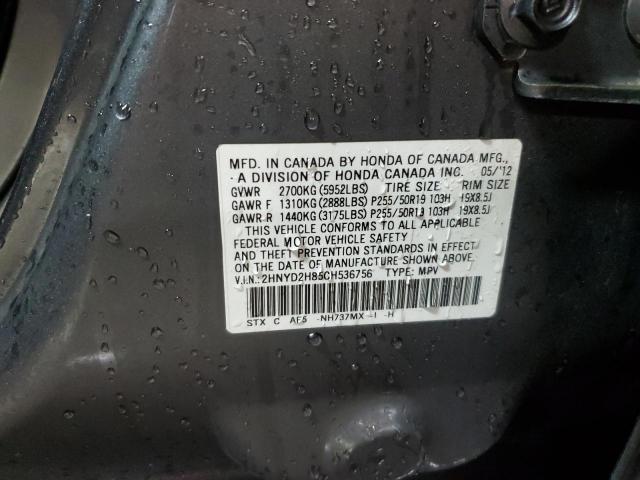 MFD. IN CANADA BY HONDA OF CANADA MFG.,
A DIVISION OF HONDA CANADA INC. 05/'12
GVWR 2700KG(5952LBS) TIRE SIZE RIM SIZE
GAWR F 1310KG(2888LBS) P255/50R19 103H 19X8.5J
GAWR R 1440KG(3175LBS) P255/50R19 103H 19X8.5J
THIS VEHICLE CONFORMS TO ALL APPLICABLE
FEDERAL MOTOR VEHICLE SAFETY
AND THEFT PREVENTION STANDARDS IN EFFECT
ON THE DATE OF MANUFACTURE SHOWN ABOVE.
V.I.N.:2HNYD2H85CH536756 TYPE: MPV
STX C AF5 -NH737MX -I -H